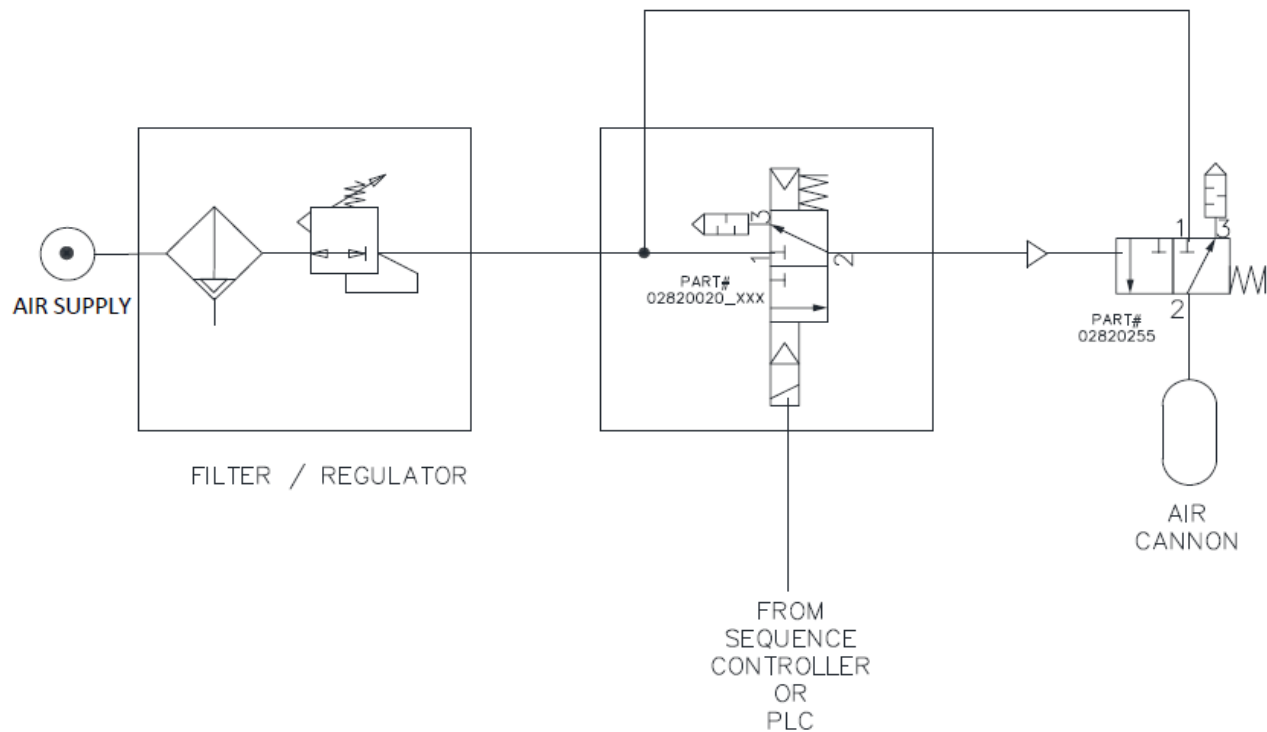 AIR SUPPLY
FILTER / REGULATOR
3
1
2
PART#
02820020_XXX
1
3
2
PART#
02820255
AIR
CANNON
FROM
SEQUENCE
CONTROLLER
OR
PLC